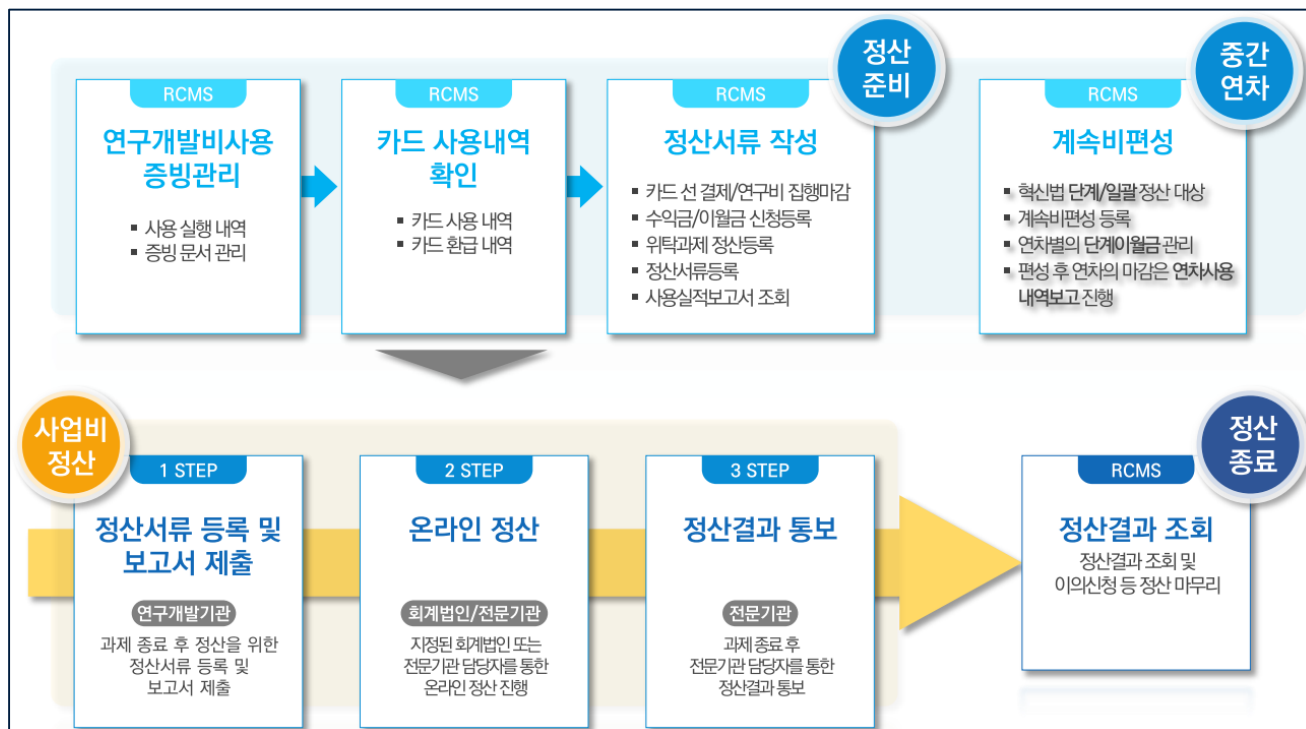 정산
준비
중간
연차
RCMS
연구개발비사용
증빙관리
▪ 사용 실행 내역
▪ 증빙 문서 관리
RCMS
카드 사용내역
확인
▪ 카드 사용 내역
▪ 카드 환급 내역
RCMS
정산서류 작성
▪ 카드 선 결제/연구비 집행마감
▪ 수익금/이월금 신청등록
▪ 위탁과제 정산등록
▪ 정산서류등록
▪ 사용실적보고서 조회
RCMS
계속비편성
▪ 혁신법 단계/일괄 정산 대상
▪ 계속비편성 등록
▪ 연차별의 단계이월금 관리
▪ 편성 후 연차의 마감은 연차사용
내역보고 진행
사업비
정산
정산
종료
1 STEP
정산서류 등록 및
보고서 제출
연구개발기관
과제 종료 후 정산을 위한
정산서류 등록 및
보고서 제출
2 STEP
온라인 정산
회계법인/전문기관
지정된 회계법인 또는
전문기관 담당자를 통한
온라인 정산 진행
3 STEP
정산결과 통보
전문기관
과제 종료 후
전문기관 담당자를 통한
정산결과 통보
RCMS
정산결과 조회
정산결과 조회 및
이의신청 등 정산 마무리